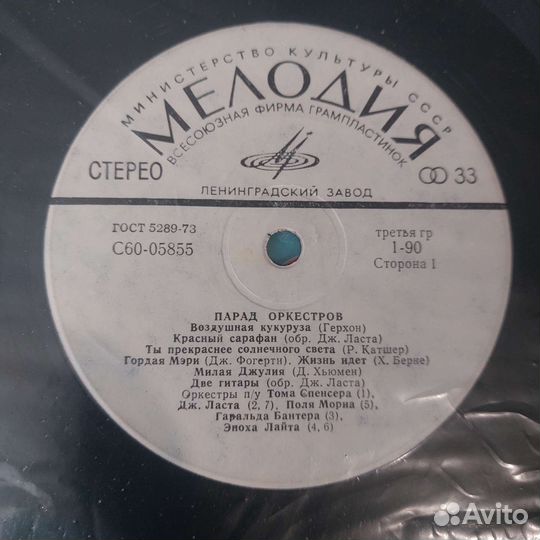 МИНИСТЕРСТВО КУЛЬТУРЫ СССР
МЕЛОДИЯ
ВСЕСОЮЗНАЯ ФИРМА ГРАМПЛАСТИНОК
СТЕРЕО
33
ЛЕНИНГРАДСКИЙ ЗАВОД
ГОСТ 5289-73
С60-05855
третья гр
1-90
Сторона 1
ПАРАД ОРКЕСТРОВ
Воздушная кукуруза (Герхон)
Красный сарафан (обр. Дж. Ласта)
Ты прекраснее солнечного света (Р. Катшер)
Гордая Мэри (Дж. Фогерти). Жизнь идет (Х. Берне)
Милая Джулия (Д. Хьюмен)
Две гитары (обр. Дж. Ласта)
Оркестры п/у Тома Спенсера (1),
Дж. Ласта (2, 7), Поля Мориа (5),
Гаральда Бантера (3),
Эноха Лайта (4, 6)
Avito